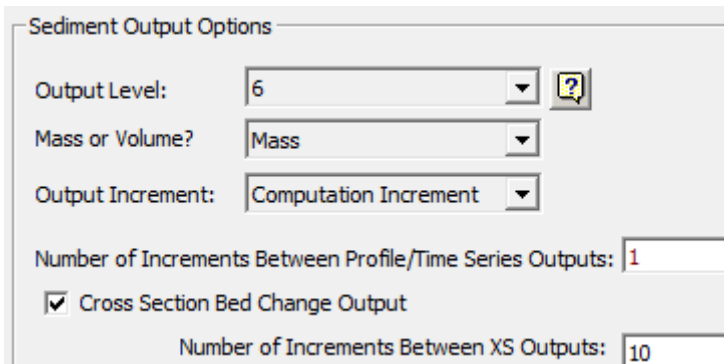 Sediment Output Options
Output Level: 6 ?
Mass or Volume? Mass
Output Increment: Computation Increment
Number of Increments Between Profile/Time Series Outputs: 1
Cross Section Bed Change Output
Number of Increments Between XS Outputs: 10